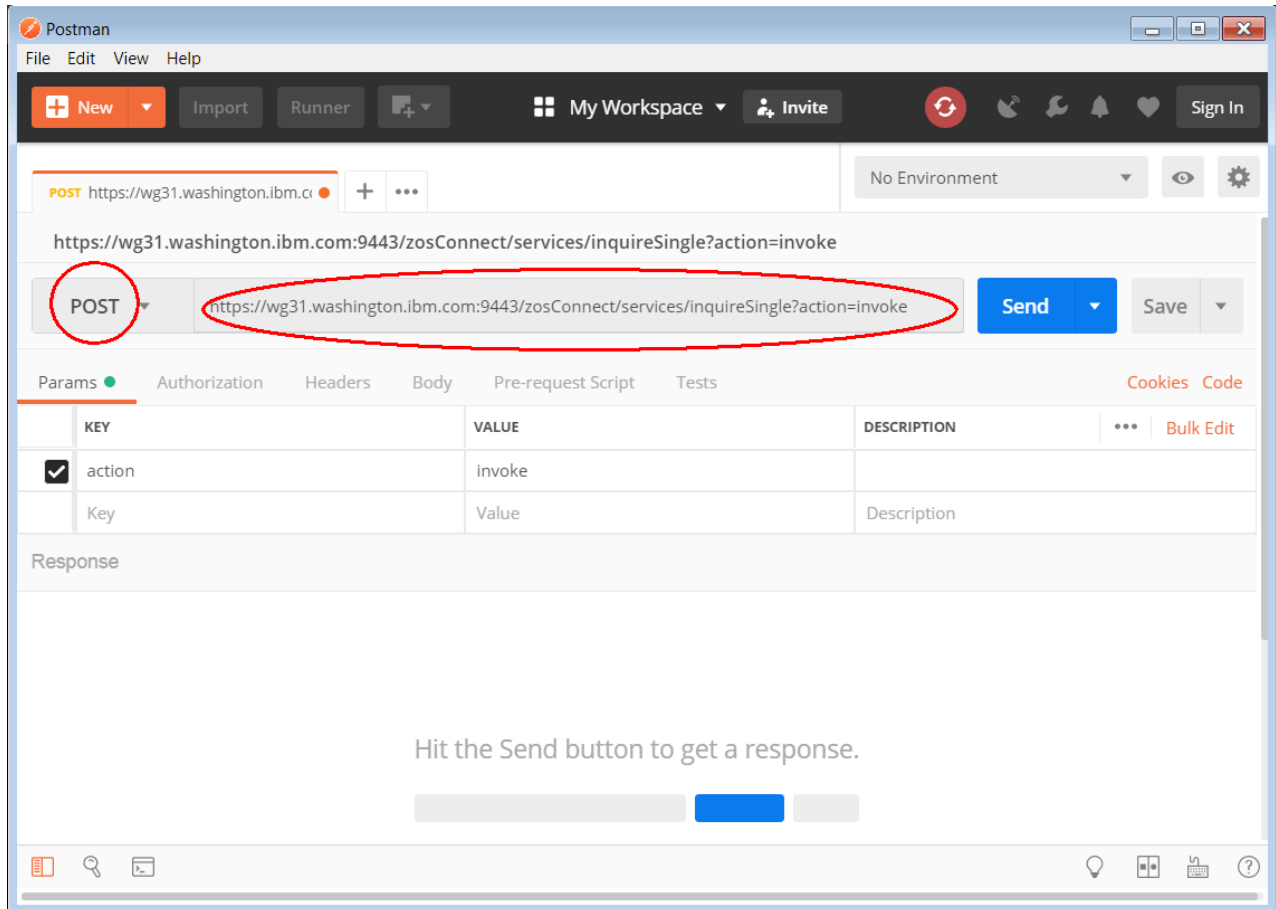 Postman
File Edit View Help
New Import Runner My Workspace Invite Sign In
POST https://wg31.washington.ibm.c No Environment
https://wg31.washington.ibm.com:9443/zosConnect/services/inquireSingle?action=invoke
POST https://wg31.washington.ibm.com:9443/zosConnect/services/inquireSingle?action=invoke Send Save
Params Authorization Headers Body Pre-request Script Tests Cookies Code
KEY VALUE DESCRIPTION ••• Bulk Edit
action invoke
Key Value Description
Response
Hit the Send button to get a response.